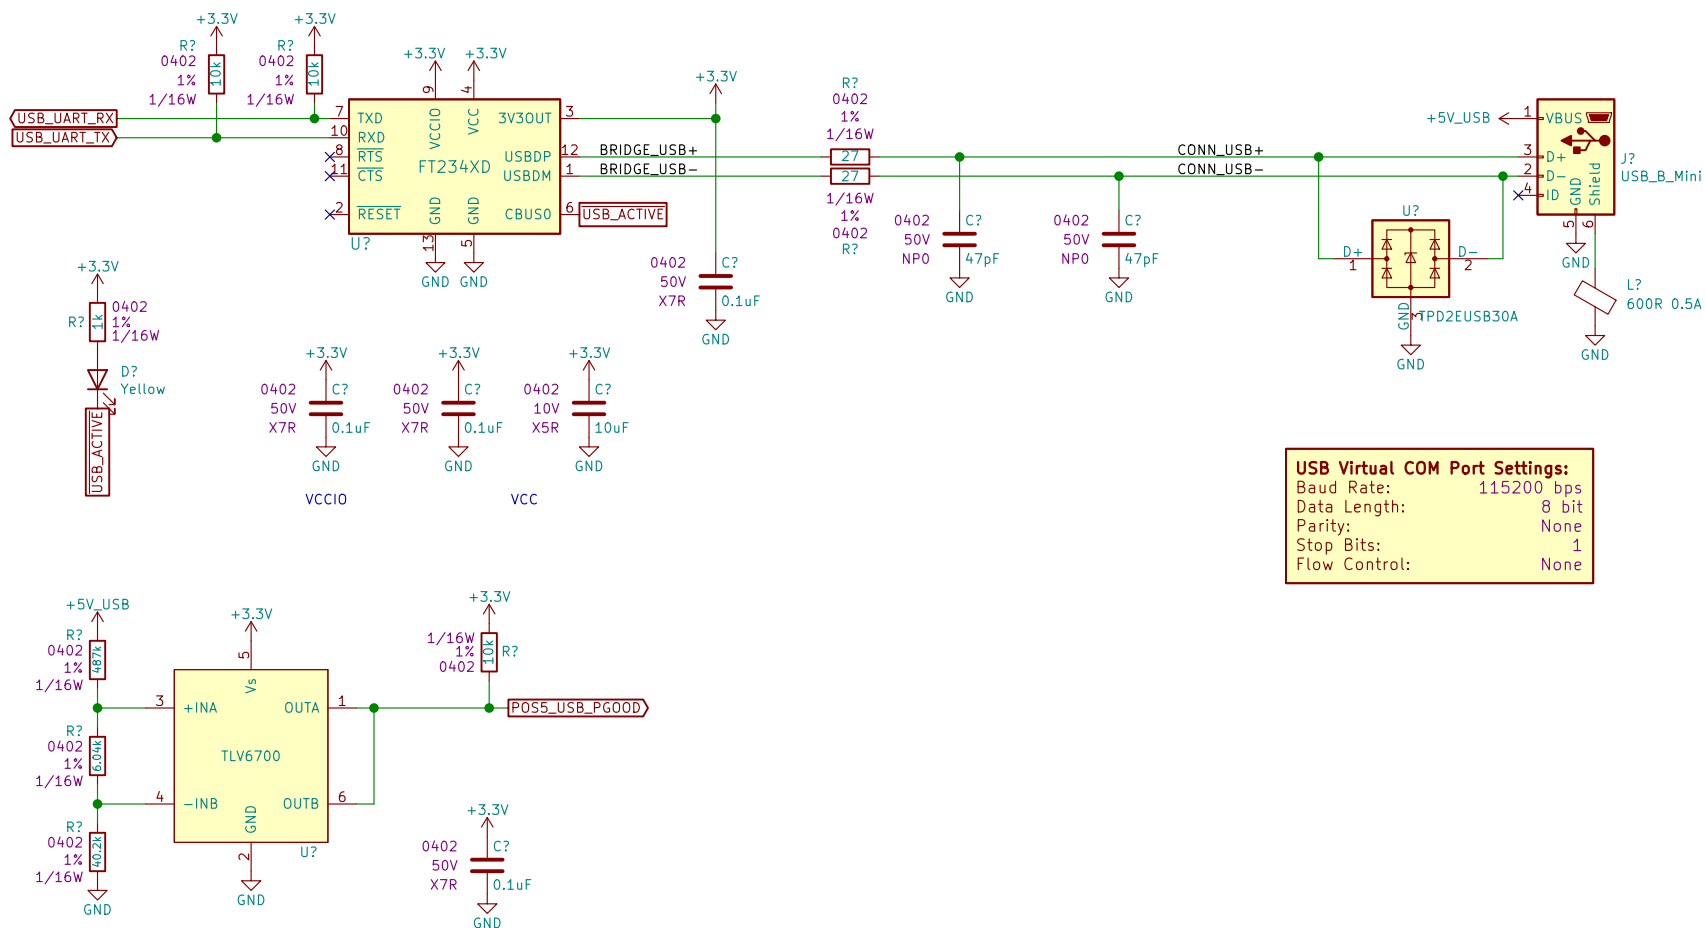 +3.3V
R?
0402
1%
1/16W
10k
+3.3V
R?
0402
1%
1/16W
10k
USB_UART_RX
USB_UART_TX
+3.3V
+3.3V
9
4
7
TXD
10
RXD
8
RTS
11
CTS
2
RESET
VCCIO
VCC
FT234XD
GND
GND
3V3OUT
3
USBDP
12
USBDM
1
CBUS0
6
U?
13
5
GND
GND
USB_ACTIVE
BRIDGE_USB+
BRIDGE_USB-
+3.3V
0402
50V
X7R
C?
0.1uF
GND
R?
0402
1%
1/16W
27
27
1/16W
1%
0402
R?
0402
50V
NP0
C?
47pF
GND
0402
50V
NP0
C?
47pF
GND
CONN_USB+
CONN_USB-
U?
D+
1
D-
2
GND
3
TPD2EUSB30A
GND
+5V_USB
1
VBUS
3
D+
2
D-
4
ID
GND
Shield
5
6
J?
USB_B_Mini
GND
L?
600R 0.5A
GND
+3.3V
R?
1k
0402
1%
1/16W
D?
Yellow
USB_ACTIVE
+3.3V
0402
50V
X7R
C?
0.1uF
GND
VCCIO
+3.3V
0402
50V
X7R
C?
0.1uF
GND
+3.3V
0402
10V
X5R
C?
10uF
GND
VCC
USB Virtual COM Port Settings:
Baud Rate: 115200 bps
Data Length: 8 bit
Parity: None
Stop Bits: 1
Flow Control: None
+5V_USB
R?
0402
1%
1/16W
487k
R?
0402
1%
1/16W
6.04k
R?
0402
1%
1/16W
40.2k
GND
+3.3V
5
Vs
3
+INA
4
-INB
TLV6700
OUTA
1
OUTB
6
GND
2
U?
GND
+3.3V
1/16W
1%
0402
10k
R?
POS5_USB_PGOOD
+3.3V
0402
50V
X7R
C?
0.1uF
GND